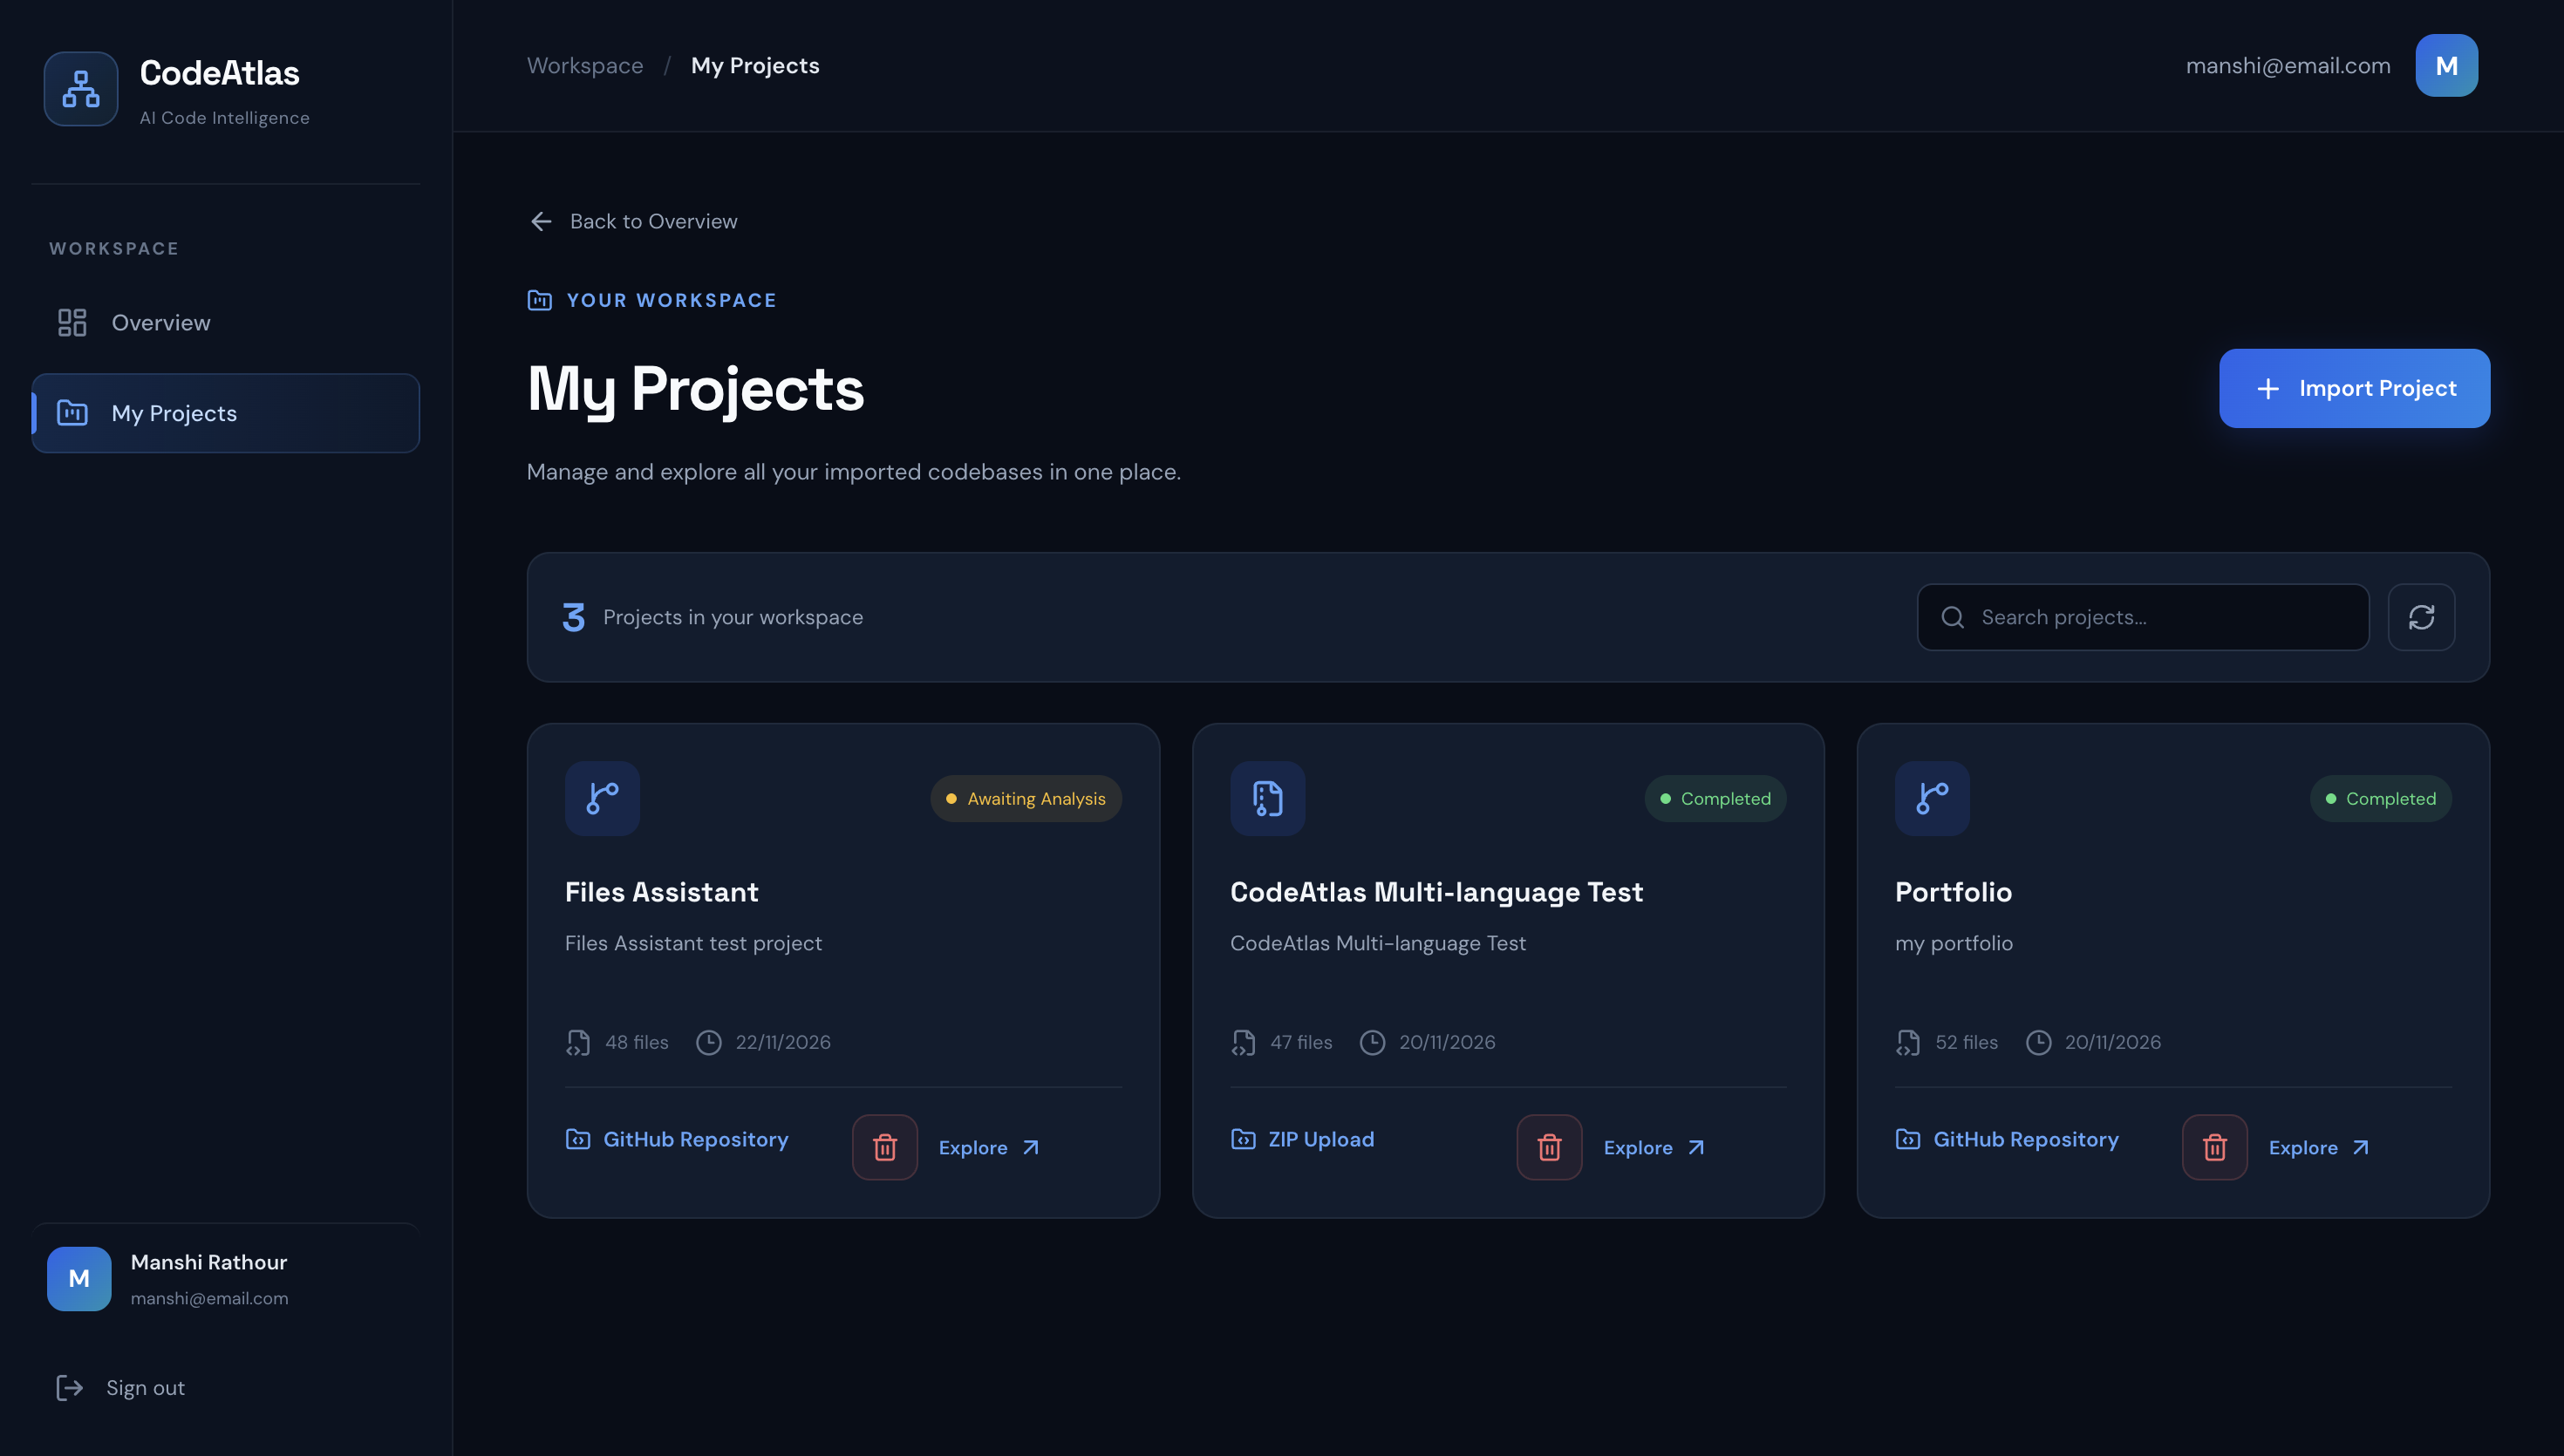 CodeAtlas
AI Code Intelligence
WORKSPACE
Overview
My Projects
Manshi Rathour
M
manshi@email.com
Sign out
Workspace / My Projects
manshi@email.com M
Back to Overview
YOUR WORKSPACE
My Projects
Import Project
Manage and explore all your imported codebases in one place.
3 Projects in your workspace
Search projects...
Awaiting Analysis
Files Assistant
Files Assistant test project
48 files 22/11/2026
GitHub Repository Explore
Completed
CodeAtlas Multi-language Test
CodeAtlas Multi-language Test
47 files 20/11/2026
ZIP Upload Explore
Completed
Portfolio
my portfolio
52 files 20/11/2026
GitHub Repository Explore